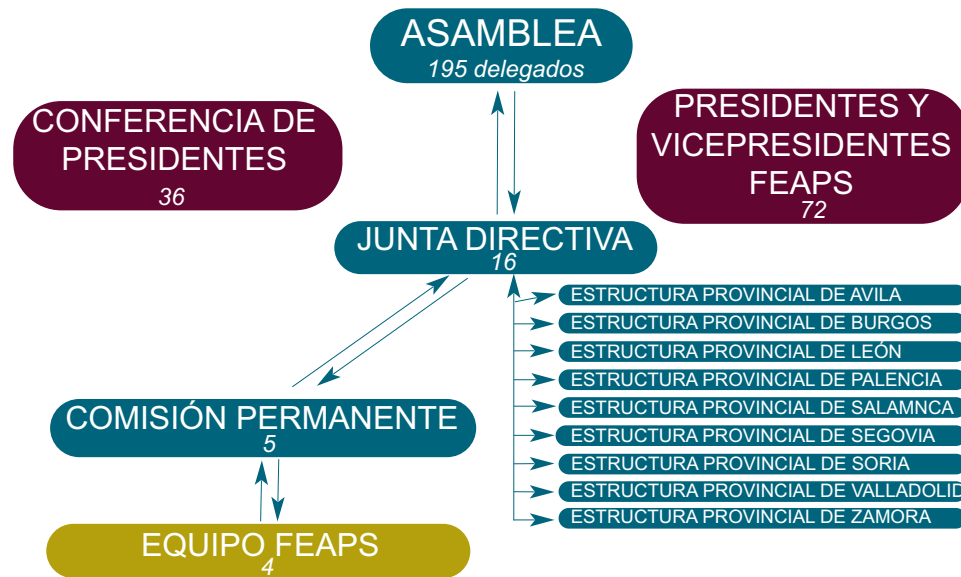 ASAMBLEA
195 delegados
CONFERENCIA DE
PRESIDENTES
36
PRESIDENTES Y
VICEPRESIDENTES
FEAPS
72
JUNTA DIRECTIVA
16
ESTRUCTURA PROVINCIAL DE AVILA
ESTRUCTURA PROVINCIAL DE BURGOS
ESTRUCTURA PROVINCIAL DE LEÓN
ESTRUCTURA PROVINCIAL DE PALENCIA
ESTRUCTURA PROVINCIAL DE SALAMNCA
ESTRUCTURA PROVINCIAL DE SEGOVIA
ESTRUCTURA PROVINCIAL DE SORIA
ESTRUCTURA PROVINCIAL DE VALLADOLID
ESTRUCTURA PROVINCIAL DE ZAMORA
COMISIÓN PERMANENTE
5
EQUIPO FEAPS
4